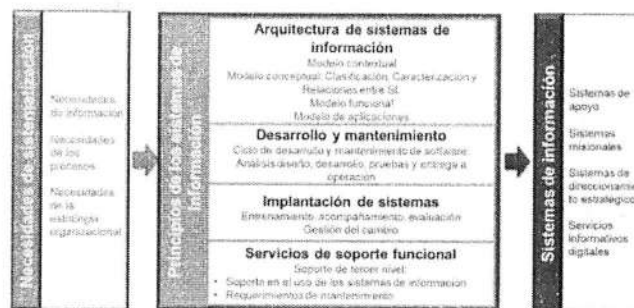 Necesidades de sistematización
Necesidades
de información
Necesidades
de los
procesos
Necesidades
de la
estrategia
organizacional
Principios de los sistemas de
Información
Arquitectura de sistemas de
información
Modelo contextual
Modelo conceptual: Clasificación, Caracterización y
Relaciones entre SI.
Modelo funcional
Modelo de aplicaciones
Desarrollo y mantenimiento
Ciclo de desarrollo y mantenimiento de software:
Análisis diseño, desarrollo, pruebas y entrega a
operación
Implantación de sistemas
Entrenamiento, acompañamiento, evaluación
Gestión del cambio
Servicios de soporte funcional
Soporte de tercer nivel:
• Soporte en el uso de los sistemas de información
• Requerimientos de mantenimiento
Sistemas de información
Sistemas de
apoyo
Sistemas
misionales
Sistemas de
direccionamien
to estratégico
Servicios
Informativos
digitales